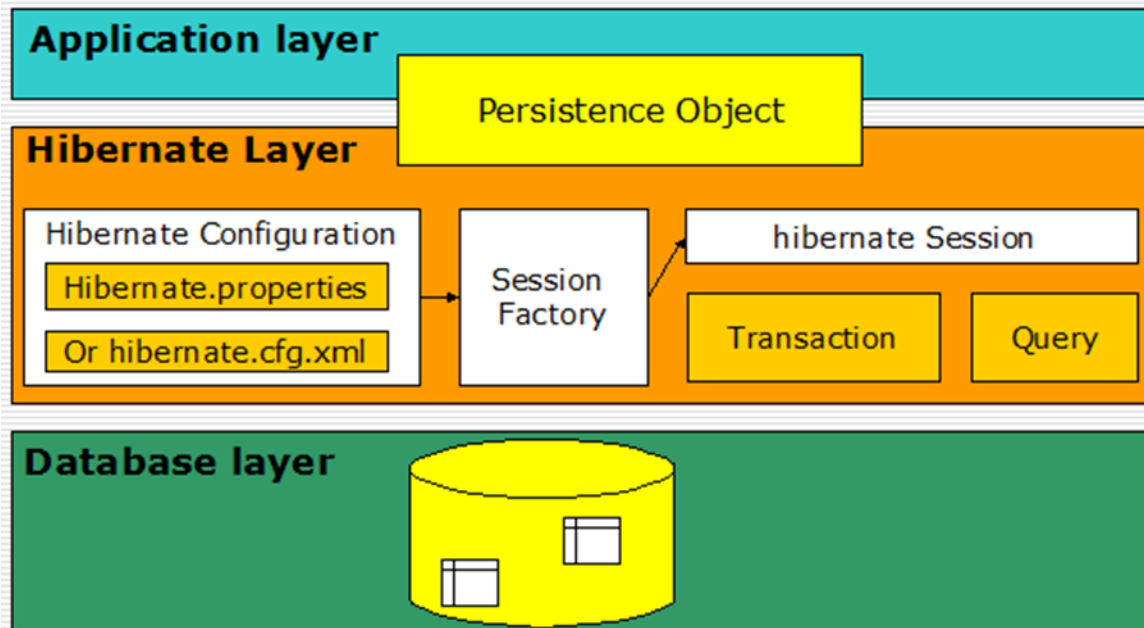 Application layer
Persistence Object
Hibernate Layer
Hibernate Configuration
Hibernate.properties
Or hibernate.cfg.xml
Session
Factory
hibernate Session
Transaction
Query
Database layer